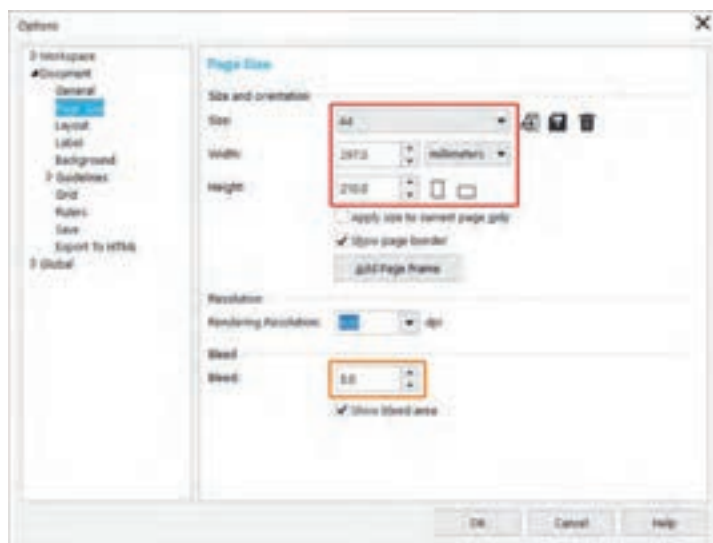 Options
Workspace
Document
General
Page Size
Layout
Label
Background
Guidelines
Grid
Rulers
Save
Export To HTML
Global
Page Size
Size and orientation
Size: A4
Width: 297.0 millimeters
Height: 210.0
Apply size to current page only
Show page border
Add Page Frame
Resolution
Rendering Resolution: dpi
Bleed
Bleed:
Show bleed area
OK Cancel Help